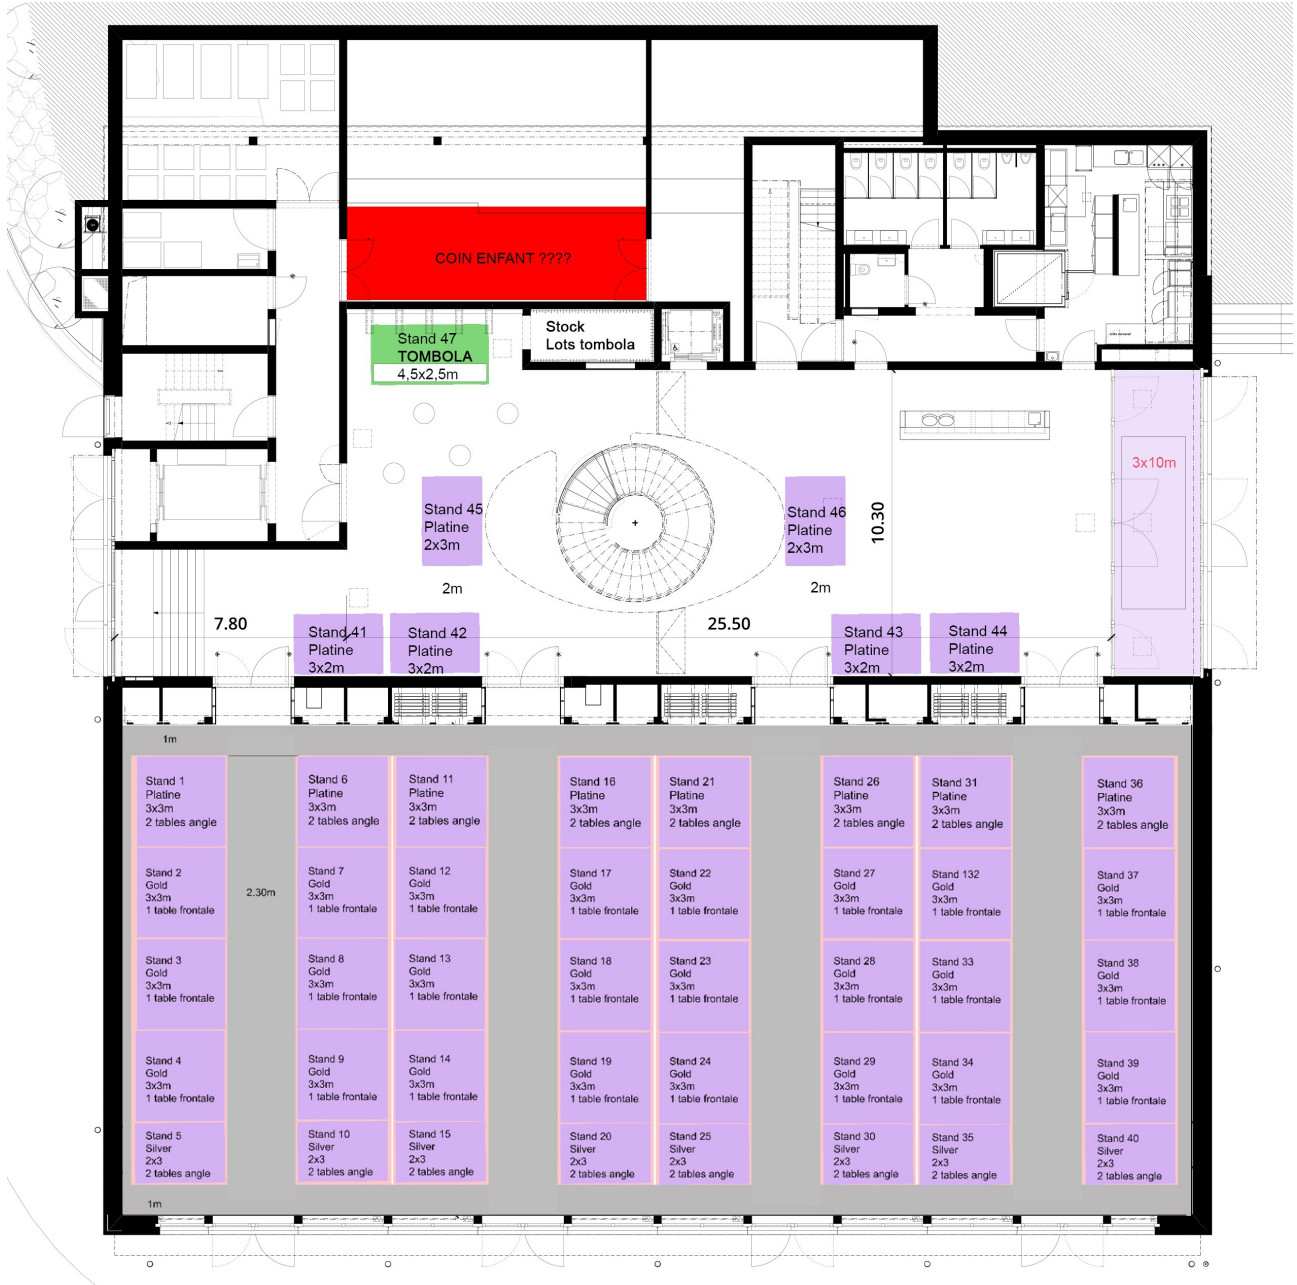 COIN ENFANT ????
Stand 47
TOMBOLA
4,5x2,5m
Stock
Lots tombola
3x10m
Stand 45
Platine
2x3m
2m
Stand 46
Platine
2x3m
2m
10.30
7.80
25.50
Stand 41
Platine
3x2m
Stand 42
Platine
3x2m
Stand 43
Platine
3x2m
Stand 44
Platine
3x2m
1m
Stand 1
Platine
3x3m
2 tables angle
Stand 6
Platine
3x3m
2 tables angle
Stand 11
Platine
3x3m
2 tables angle
Stand 16
Platine
3x3m
2 tables angle
Stand 21
Platine
3x3m
2 tables angle
Stand 26
Platine
3x3m
2 tables angle
Stand 31
Platine
3x3m
2 tables angle
Stand 36
Platine
3x3m
2 tables angle
Stand 2
Gold
3x3m
1 table frontale
2.30m
Stand 7
Gold
3x3m
1 table frontale
Stand 12
Gold
3x3m
1 table frontale
Stand 17
Gold
3x3m
1 table frontale
Stand 22
Gold
3x3m
1 table frontale
Stand 27
Gold
3x3m
1 table frontale
Stand 132
Gold
3x3m
1 table frontale
Stand 37
Gold
3x3m
1 table frontale
Stand 3
Gold
3x3m
1 table frontale
Stand 8
Gold
3x3m
1 table frontale
Stand 13
Gold
3x3m
1 table frontale
Stand 18
Gold
3x3m
1 table frontale
Stand 23
Gold
3x3m
1 table frontale
Stand 28
Gold
3x3m
1 table frontale
Stand 33
Gold
3x3m
1 table frontale
Stand 38
Gold
3x3m
1 table frontale
Stand 4
Gold
3x3m
1 table frontale
Stand 9
Gold
3x3m
1 table frontale
Stand 14
Gold
3x3m
1 table frontale
Stand 19
Gold
3x3m
1 table frontale
Stand 24
Gold
3x3m
1 table frontale
Stand 29
Gold
3x3m
1 table frontale
Stand 34
Gold
3x3m
1 table frontale
Stand 39
Gold
3x3m
1 table frontale
Stand 5
Silver
2x3
2 tables angle
Stand 10
Silver
2x3
2 tables angle
Stand 15
Silver
2x3
2 tables angle
Stand 20
Silver
2x3
2 tables angle
Stand 25
Silver
2x3
2 tables angle
Stand 30
Silver
2x3
2 tables angle
Stand 35
Silver
2x3
2 tables angle
Stand 40
Silver
2x3
2 tables angle
1m